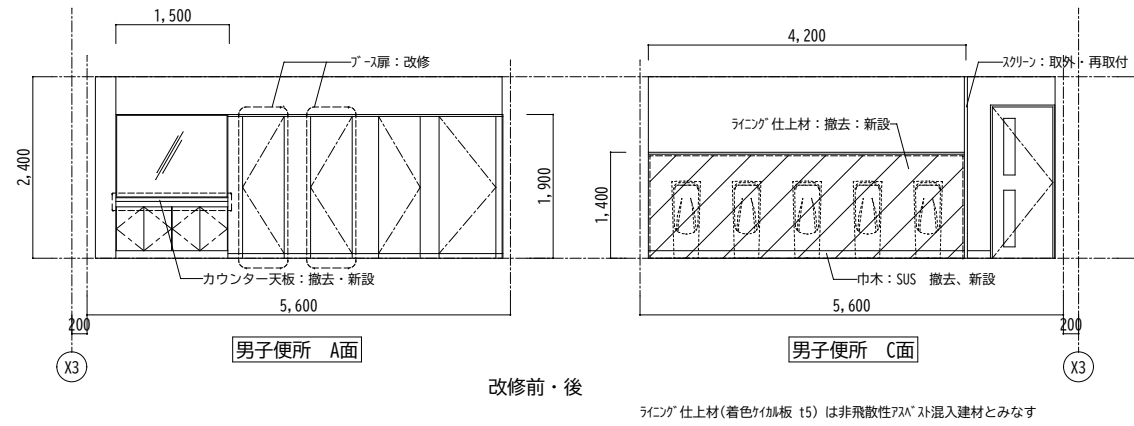 1,500
ﾌﾞｰｽ扉：改修
2,400
1,900
カウンター天板：撤去・新設
5,600
200
X3
男子便所　A面
4,200
ｽｸﾘｰﾝ：取外・再取付
ﾗｲﾆﾝｸﾞ仕上材：撤去：新設
1,400
巾木：SUS　撤去、新設
5,600
200
X3
男子便所　C面
改修前・後
ﾗｲﾆﾝｸﾞ仕上材(着色ｹｲｶﾙ板 t5) は非飛散性ｱｽﾍﾞｽﾄ混入建材とみなす